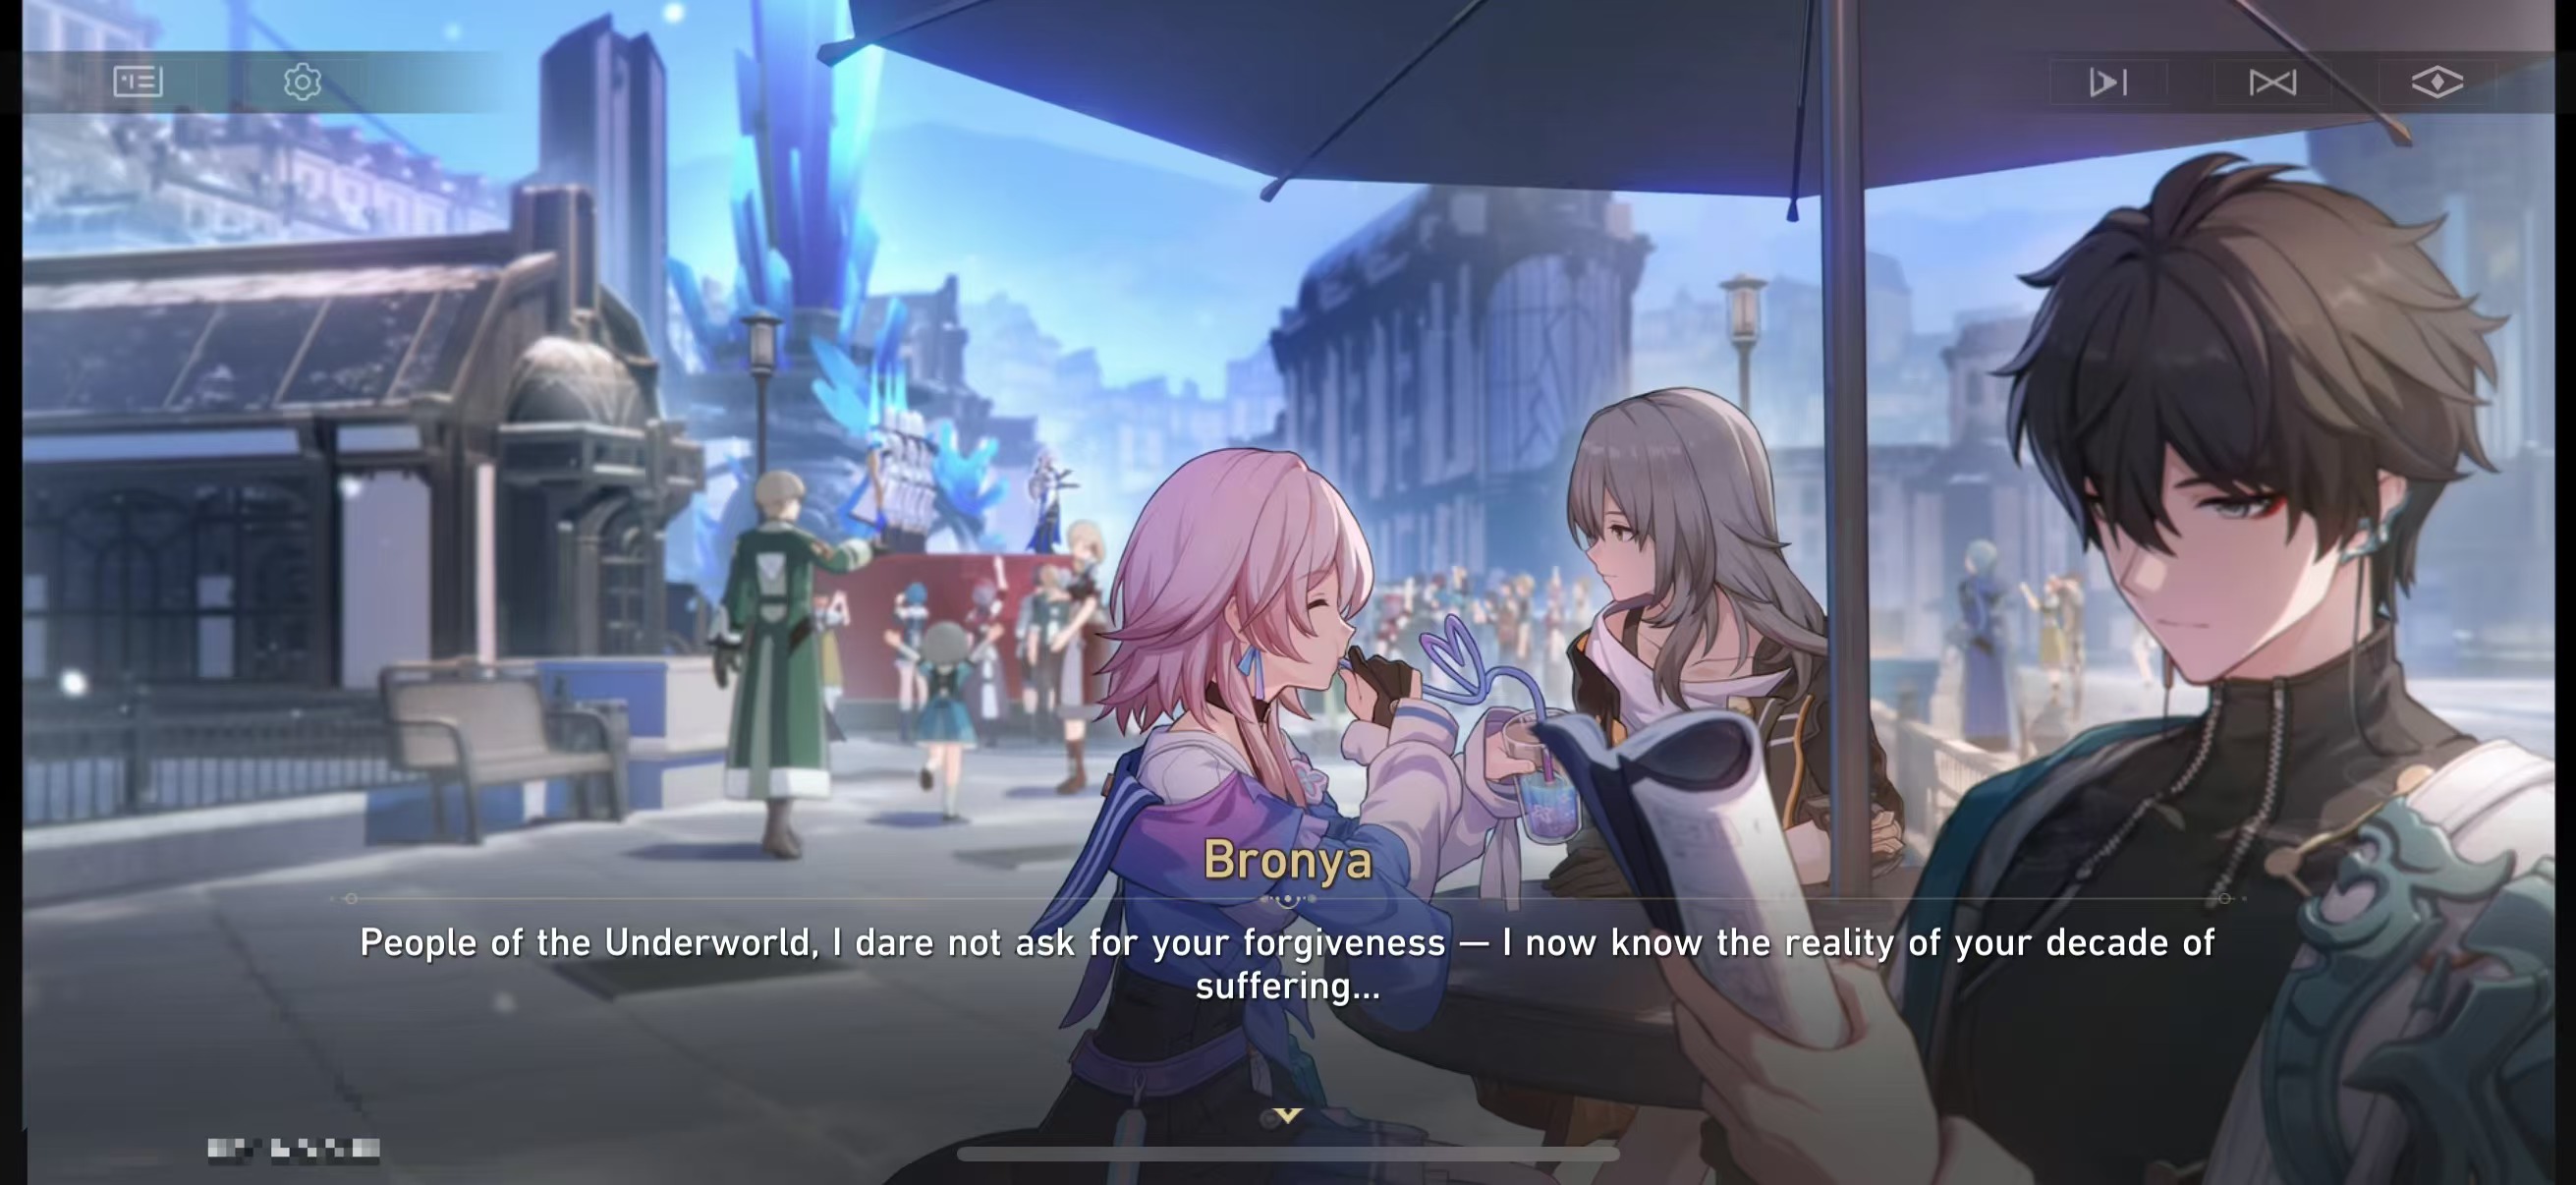 Bronya
People of the Underworld, I dare not ask for your forgiveness — I now know the reality of your decade of
suffering...